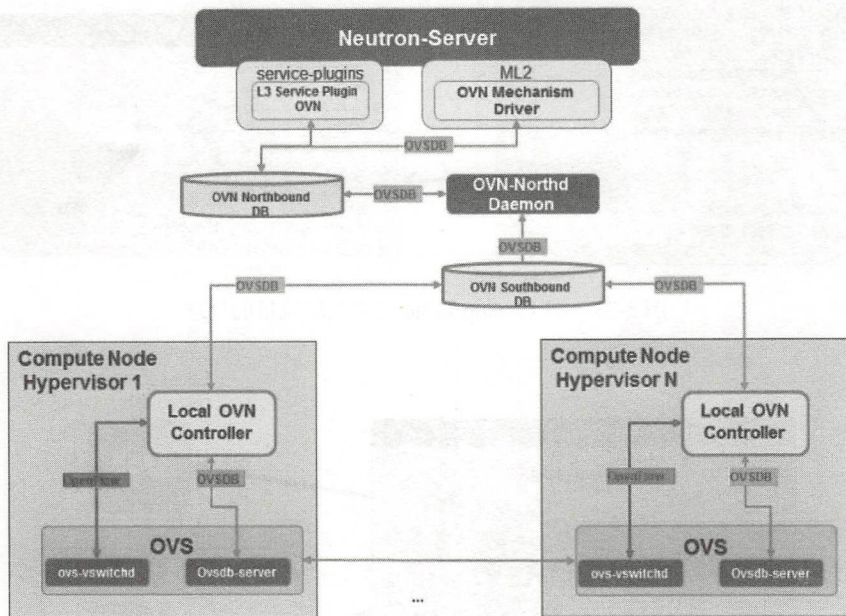 Neutron-Server
service-plugins
L3 Service Plugin
OVN
ML2
OVN Mechanism
Driver
OVSDB
OVN Northbound
DB
OVSDB
OVN-Northd
Daemon
OVSDB
OVN Southbound
DB
OVSDB
OVSDB
Compute Node
Hypervisor 1
Local OVN
Controller
OpenFlow
OVSDB
OVS
ovs-vswitchd
Ovsdb-server
...
Compute Node
Hypervisor N
Local OVN
Controller
OpenFlow
OVSDB
OVS
ovs-vswitchd
Ovsdb-server